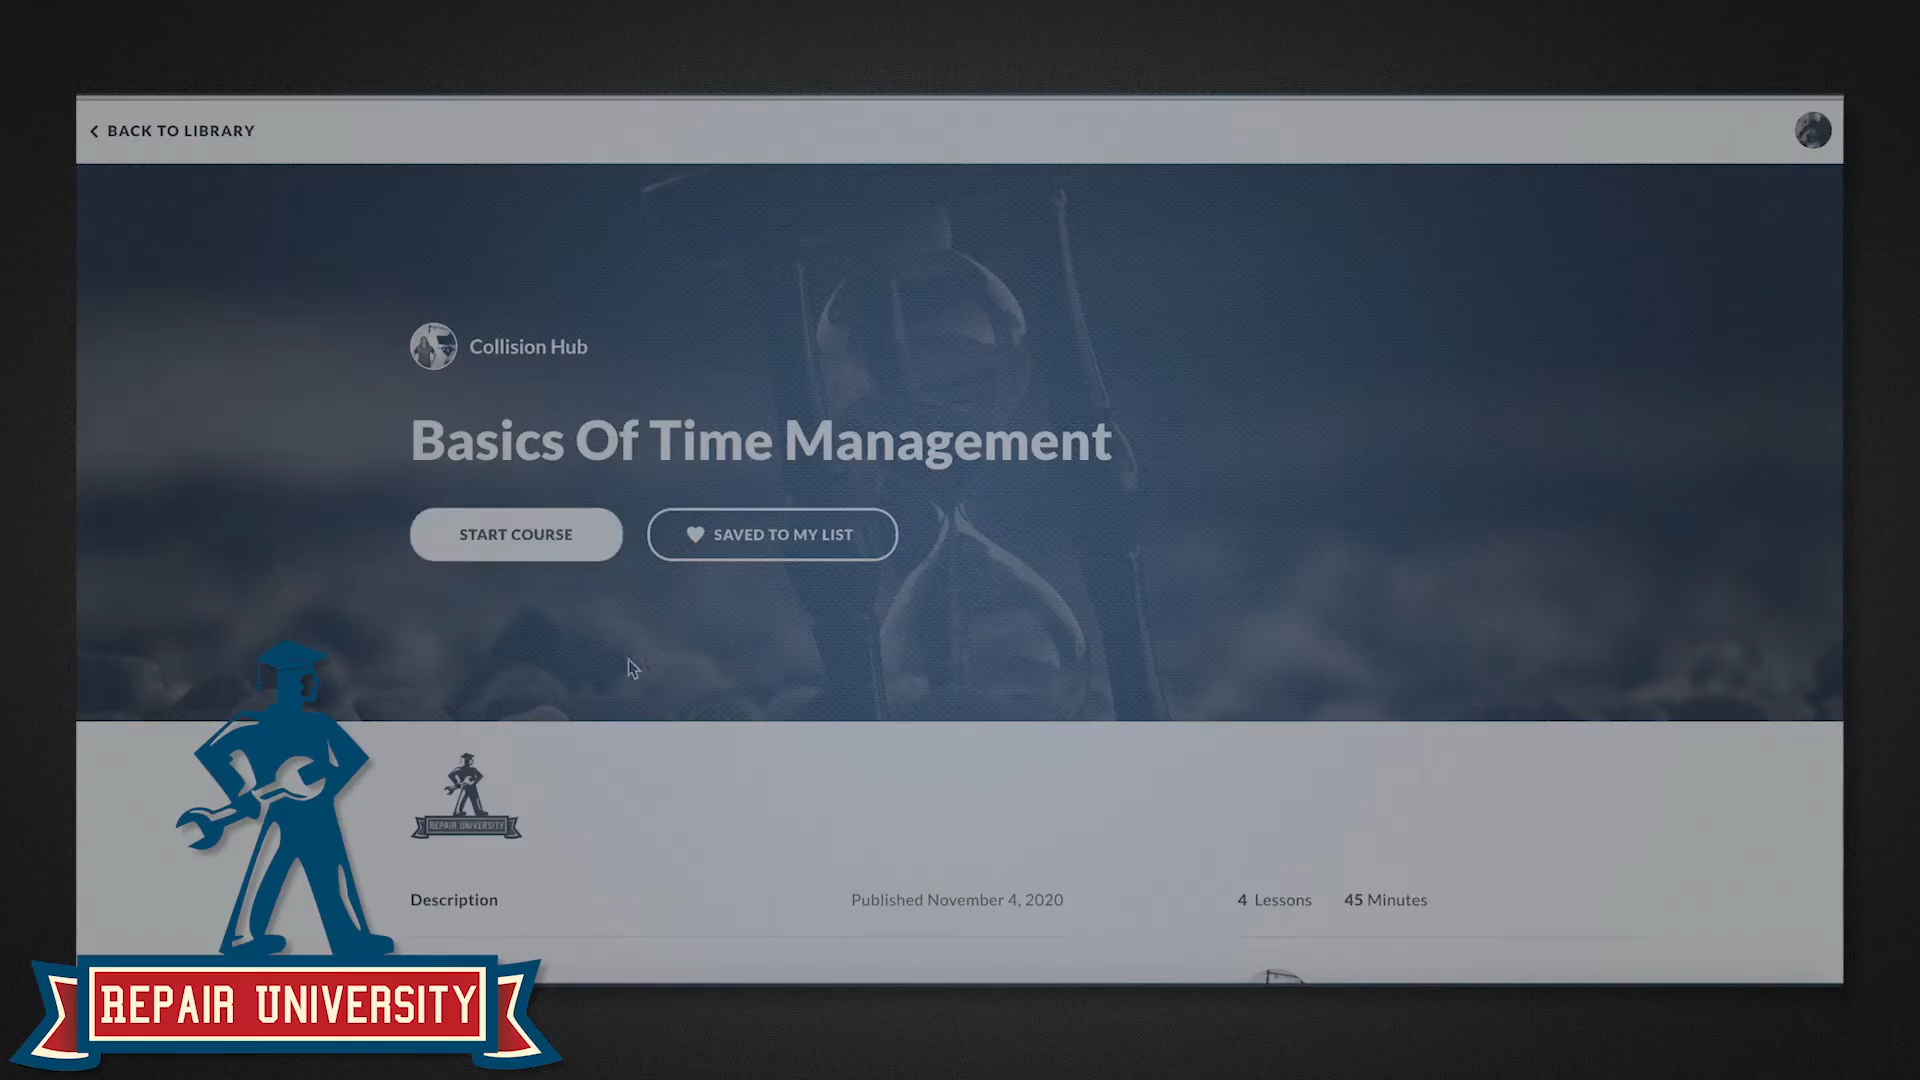 BACK TO LIBRARY
Collision Hub
Basics Of Time Management
START COURSE
SAVED TO MY LIST
REPAIR UNIVERSITY
Description
Published November 4, 2020
4 Lessons
45 Minutes
REPAIR UNIVERSITY